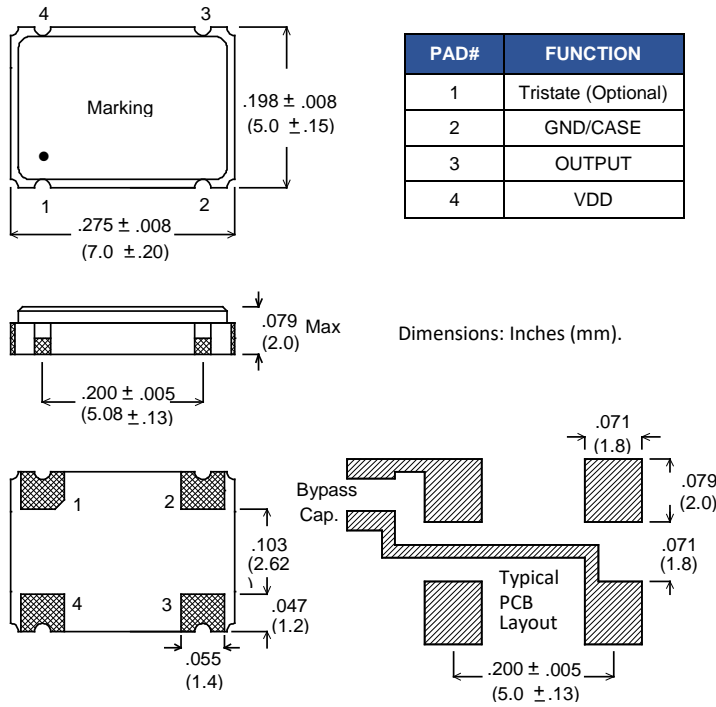 4
3
Marking
.198 ± .008
(5.0 ± .15)
1
2
.275 ± .008
(7.0 ±.20)
PAD# FUNCTION
1 Tristate (Optional)
2 GND/CASE
3 OUTPUT
4 VDD
.079 Max
(2.0)
Dimensions: Inches (mm).
.200 ± .005
(5.08 ± .13)
1
2
4
3
.103
(2.62
)
.047
(1.2)
.055
(1.4)
.071
(1.8)
.079
(2.0)
Bypass
Cap.
.071
(1.8)
Typical
PCB
Layout
.200 ± .005
(5.0 ± .13)